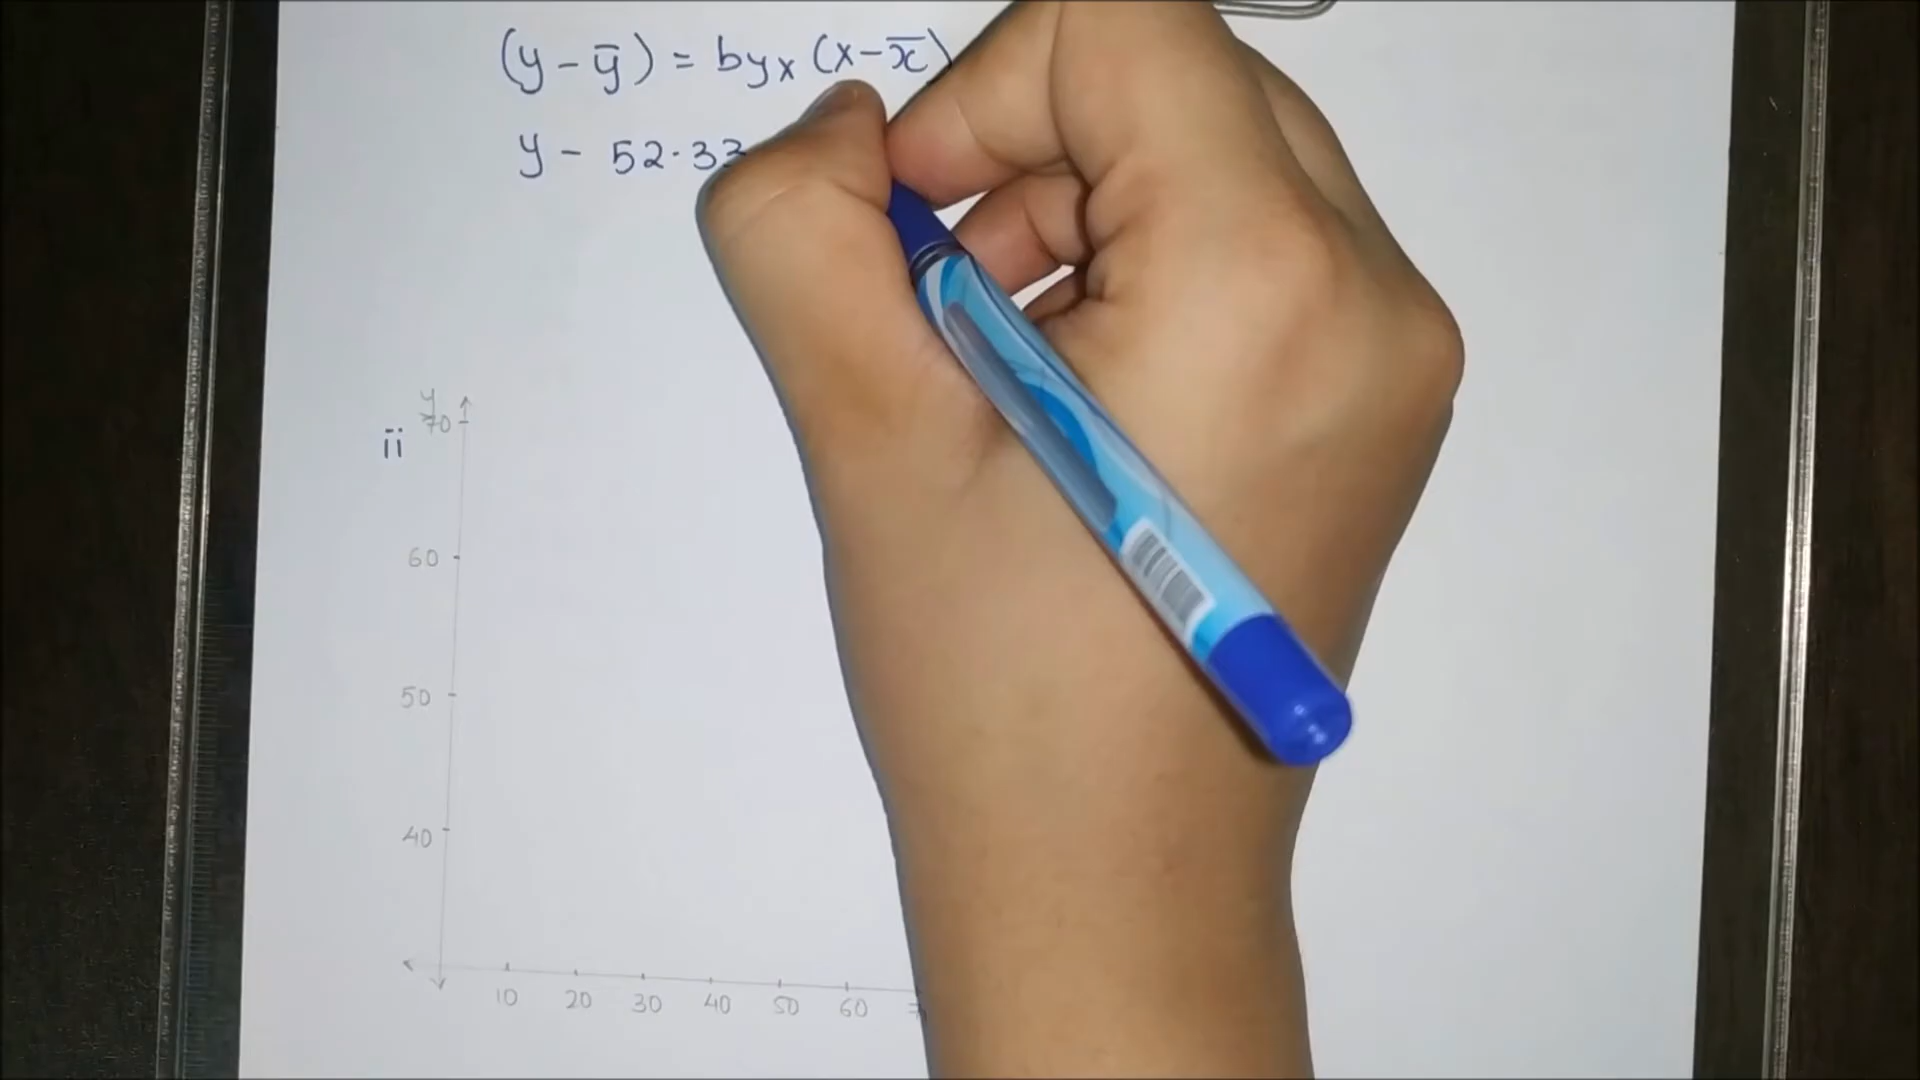 (y - ȳ) = byx (x - x̄)
y - 52.33
y
70
ii
60
50
40
10 20 30 40 50 60